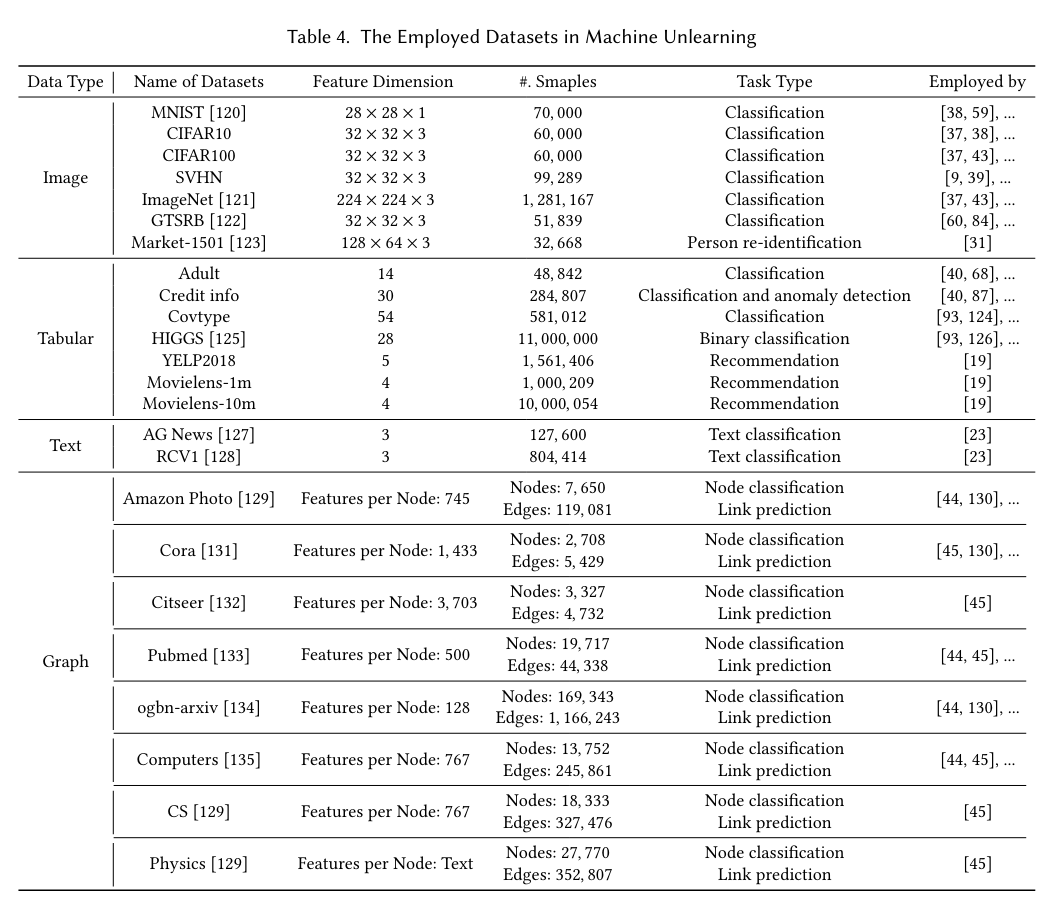 Table 4. The Employed Datasets in Machine Unlearning
Data Type Name of Datasets Feature Dimension #. Smaples Task Type Employed by
Image
MNIST [120] 28 × 28 × 1 70, 000 Classification [38, 59], ...
CIFAR10 32 × 32 × 3 60, 000 Classification [37, 38], ...
CIFAR100 32 × 32 × 3 60, 000 Classification [37, 43], ...
SVHN 32 × 32 × 3 99, 289 Classification [9, 39], ...
ImageNet [121] 224 × 224 × 3 1, 281, 167 Classification [37, 43], ...
GTSRB [122] 32 × 32 × 3 51, 839 Classification [60, 84], ...
Market-1501 [123] 128 × 64 × 3 32, 668 Person re-identification [31]
Tabular
Adult 14 48, 842 Classification [40, 68], ...
Credit info 30 284, 807 Classification and anomaly detection [40, 87], ...
Covtype 54 581, 012 Classification [93, 124], ...
HIGGS [125] 28 11, 000, 000 Binary classification [93, 126], ...
YELP2018 5 1, 561, 406 Recommendation [19]
Movielens-1m 4 1, 000, 209 Recommendation [19]
Movielens-10m 4 10, 000, 054 Recommendation [19]
Text
AG News [127] 3 127, 600 Text classification [23]
RCV1 [128] 3 804, 414 Text classification [23]
Graph
Amazon Photo [129] Features per Node: 745 Nodes: 7, 650 Node classification [44, 130], ...
Edges: 119, 081 Link prediction
Cora [131] Features per Node: 1, 433 Nodes: 2, 708 Node classification [45, 130], ...
Edges: 5, 429 Link prediction
Citseer [132] Features per Node: 3, 703 Nodes: 3, 327 Node classification [45]
Edges: 4, 732 Link prediction
Pubmed [133] Features per Node: 500 Nodes: 19, 717 Node classification [44, 45], ...
Edges: 44, 338 Link prediction
ogbn-arxiv [134] Features per Node: 128 Nodes: 169, 343 Node classification [44, 130], ...
Edges: 1, 166, 243 Link prediction
Computers [135] Features per Node: 767 Nodes: 13, 752 Node classification [44, 45], ...
Edges: 245, 861 Link prediction
CS [129] Features per Node: 767 Nodes: 18, 333 Node classification [45]
Edges: 327, 476 Link prediction
Physics [129] Features per Node: Text Nodes: 27, 770 Node classification [45]
Edges: 352, 807 Link prediction